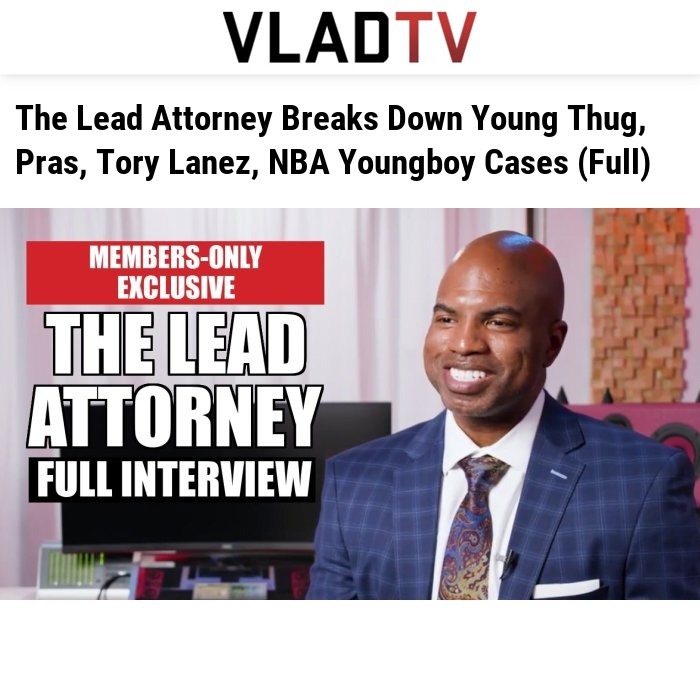 VLADTV
The Lead Attorney Breaks Down Young Thug,
Pras, Tory Lanez, NBA Youngboy Cases (Full)
MEMBERS-ONLY
EXCLUSIVE
THE LEAD
ATTORNEY
FULL INTERVIEW